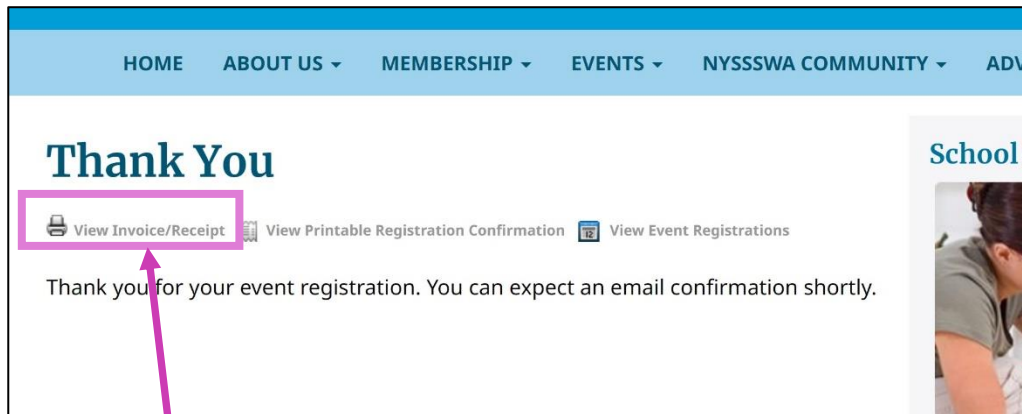 HOME ABOUT US MEMBERSHIP EVENTS NYSSSWA COMMUNITY ADV
Thank You
View Invoice/Receipt View Printable Registration Confirmation 12 View Event Registrations
Thank you for your event registration. You can expect an email confirmation shortly.
School